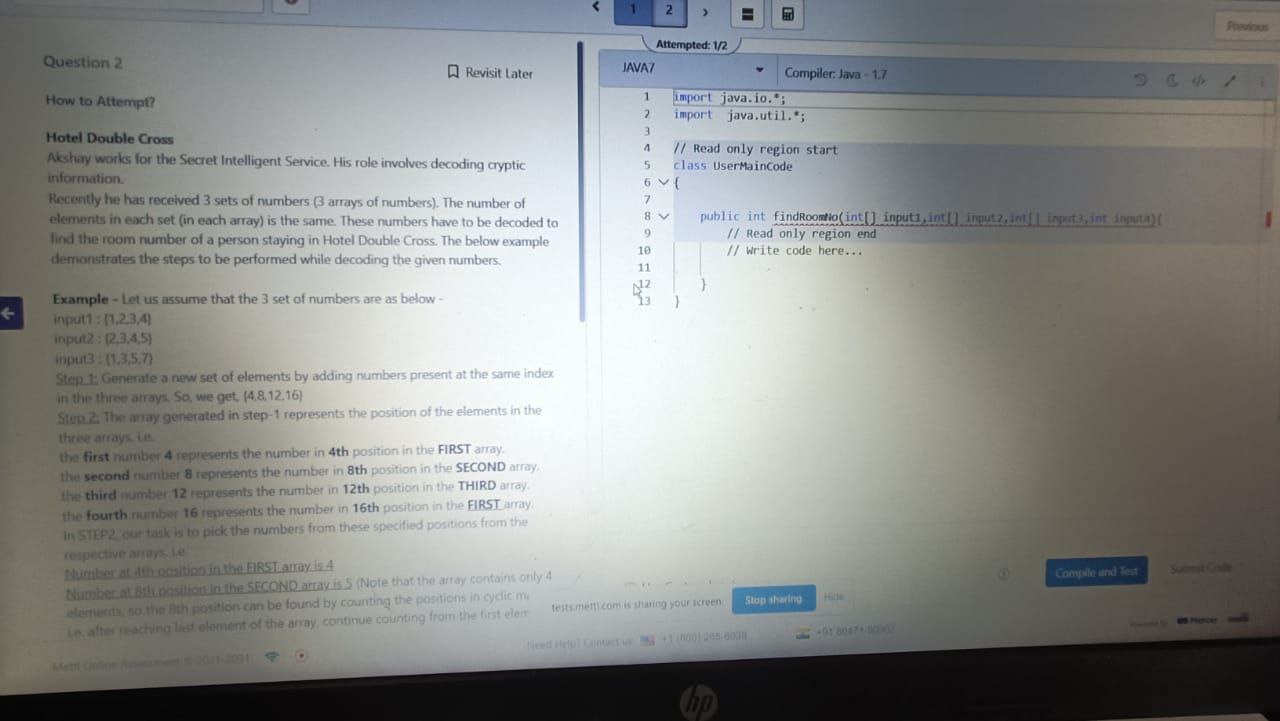 1
2
Previous
Attempted: 1/2
Question 2
Revisit Later
How to Attempt?
Hotel Double Cross
Akshay works for the Secret Intelligent Service. His role involves decoding cryptic
information.
Recently he has received 3 sets of numbers (3 arrays of numbers). The number of
elements in each set (in each array) is the same. These numbers have to be decoded to
find the room number of a person staying in Hotel Double Cross. The below example
demonstrates the steps to be performed while decoding the given numbers.
Example - Let us assume that the 3 set of numbers are as below -
input1 : {1,2,3,4}
input2 : {2,3,4,5}
input3 : {1,3,5,7}
Step 1: Generate a new set of elements by adding numbers present at the same index
in the three arrays. So, we get, {4,8,12,16}
Step 2: The array generated in step-1 represents the position of the elements in the
three arrays, i.e.
the first number 4 represents the number in 4th position in the FIRST array.
the second number 8 represents the number in 8th position in the SECOND array.
the third number 12 represents the number in 12th position in the THIRD array.
the fourth number 16 represents the number in 16th position in the FIRST array.
In STEP2, our task is to pick the numbers from these specified positions from the
respective arrays, i.e
Number at 4th position in the FIRST array is 4
Number at 8th position in the SECOND array is 5 (Note that the array contains only 4
elements, so the 8th position can be found by counting the positions in cyclic
i.e. after reaching last element of the array, continue counting from the first elem
Mettl Online Assessment © 2021-2031
JAVA7
Compiler: Java - 1.7
1 import java.io.*;
2 import java.util.*;
3
4 // Read only region start
5 class UserMainCode
6 {
7
8 public int findRoomNo(int[] input1,int[] input2,int[] input3,int input4){
9 // Read only region end
10 // Write code here...
11
12 }
13 }
Compile and Test
Submit Code
tests.mettl.com is sharing your screen.
Stop sharing
Hide
Need Help? Contact us
+1 (800) 265-6038
Powered by
Mercer
hp